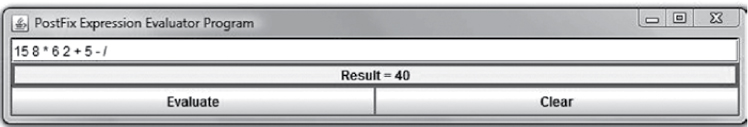 PostFix Expression Evaluator Program
15 8 * 6 2 + 5 - /
Result = 40
Evaluate Clear